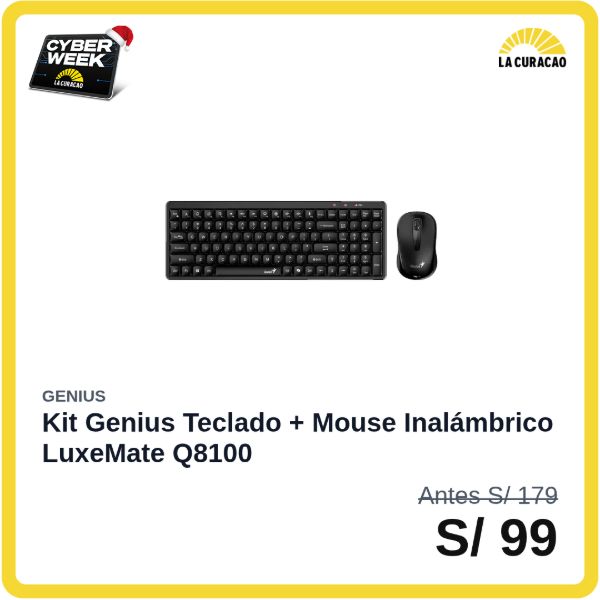 CYBER
WEEK
LA CURACAO
LA CURACAO
GENIUS
Kit Genius Teclado + Mouse Inalámbrico
LuxeMate Q8100
Antes S/ 179
S/ 99